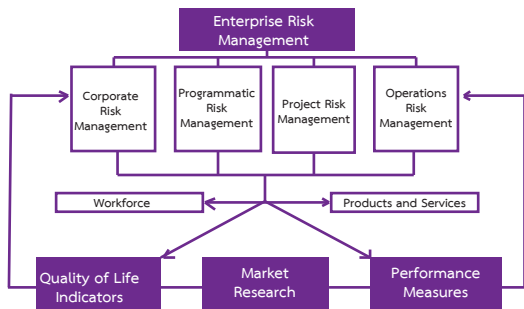 Enterprise Risk
Management
Corporate
Risk
Management
Programmatic
Risk
Management
Project Risk
Management
Operations
Risk
Management
Workforce
Products and Services
Quality of Life
Indicators
Market
Research
Performance
Measures